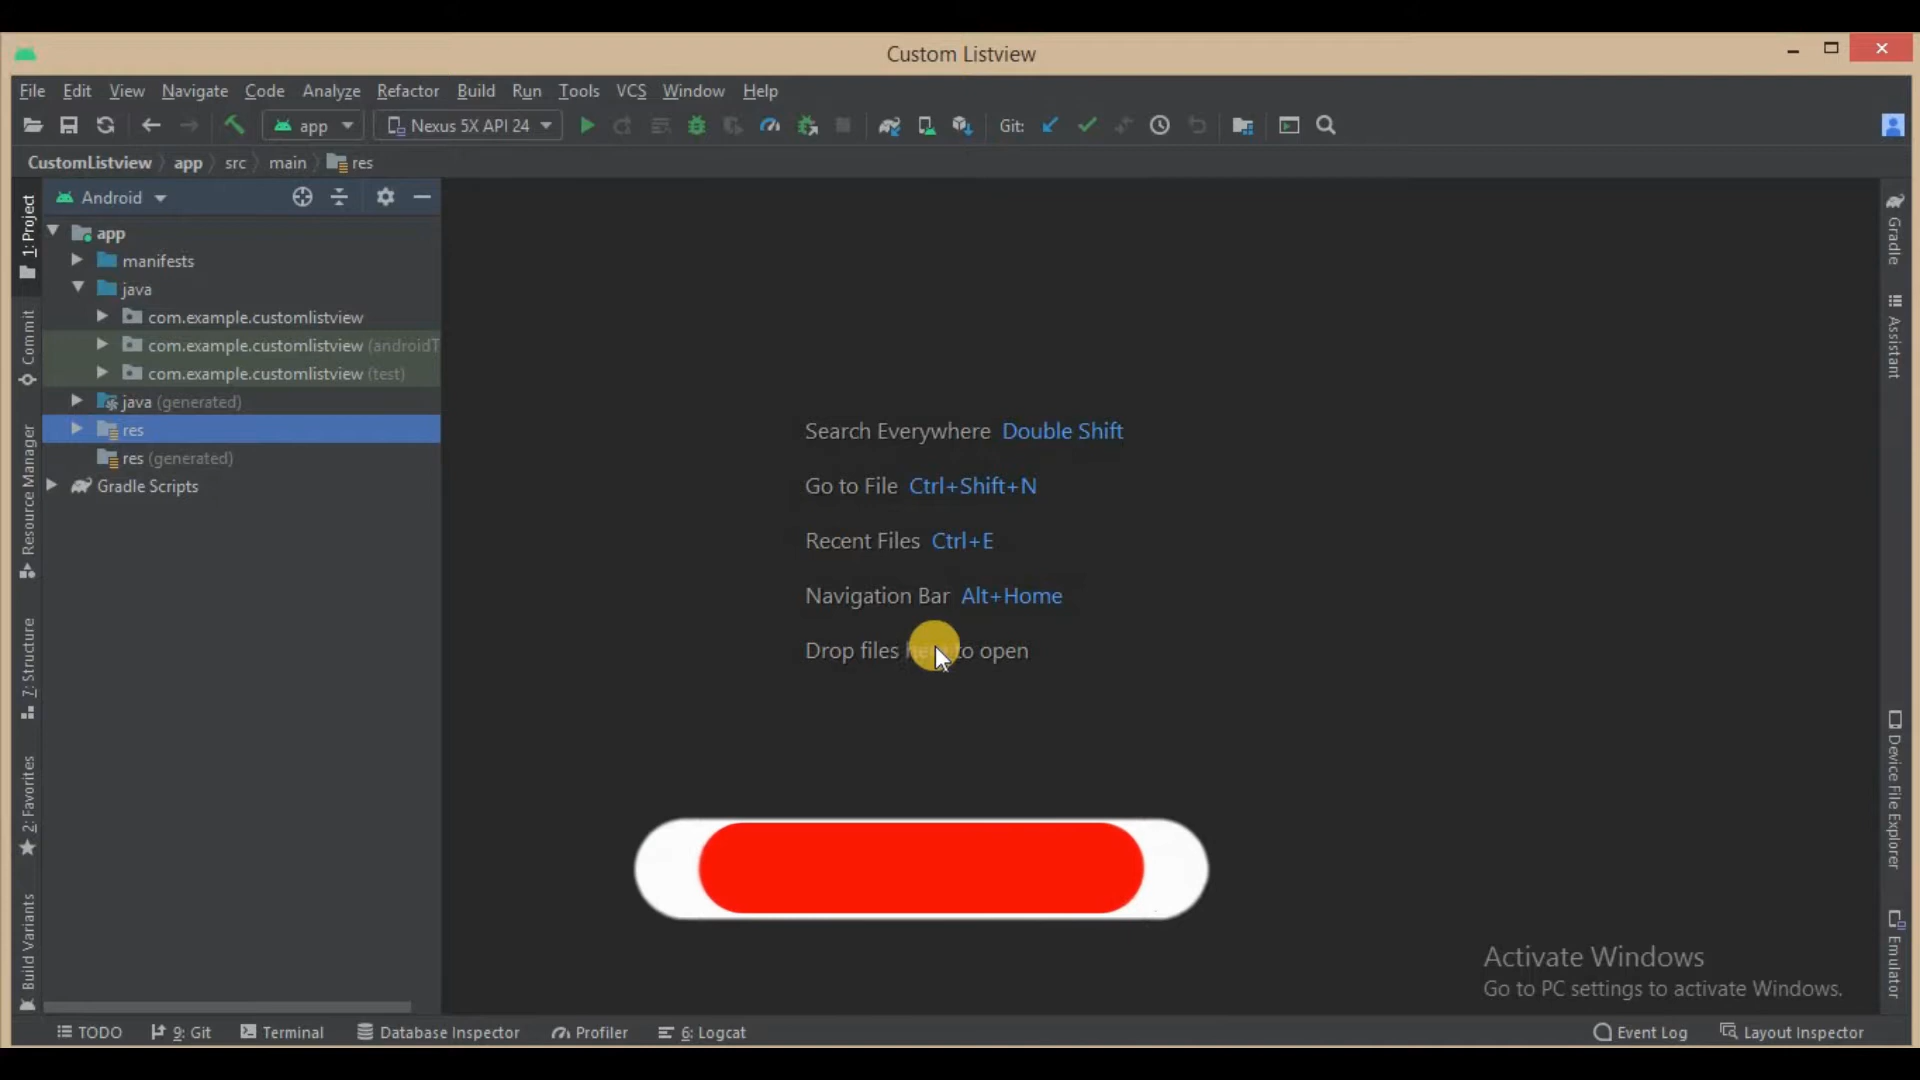 Custom Listview
File Edit View Navigate Code Analyze Refactor Build Run Tools VCS Window Help
app Nexus 5X API 24 Git:
CustomListview app src main res
Android
app
manifests
java
com.example.customlistview
com.example.customlistview (androidT
com.example.customlistview (test)
java (generated)
res
res (generated)
Gradle Scripts
1: Project
Commit
Resource Manager
7: Structure
2: Favorites
Build Variants
Search Everywhere Double Shift
Go to File Ctrl+Shift+N
Recent Files Ctrl+E
Navigation Bar Alt+Home
Drop files here to open
Gradle
Assistant
Device File Explorer
Emulator
Activate Windows
Go to PC settings to activate Windows.
TODO 9: Git Terminal Database Inspector Profiler 6: Logcat Event Log Layout Inspector